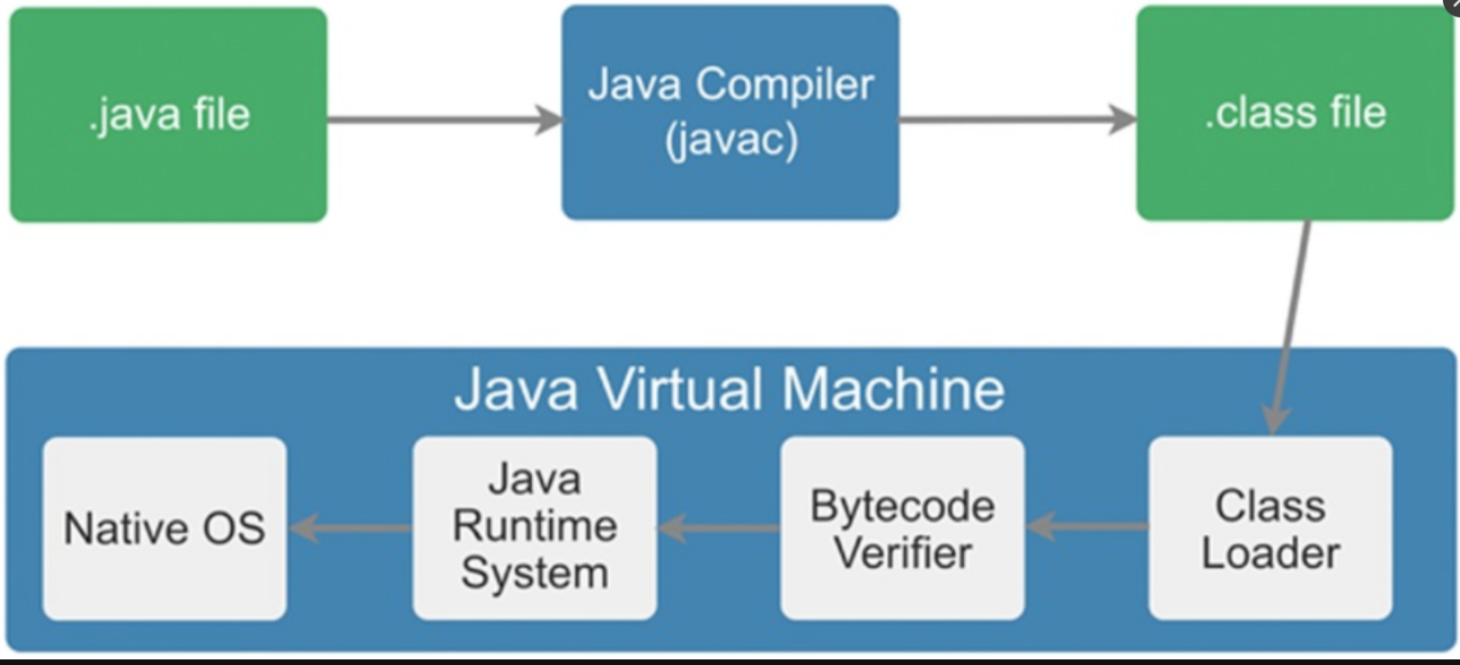 .java file
Java Compiler
(javac)
.class file
Java Virtual Machine
Native OS
Java
Runtime
System
Bytecode
Verifier
Class
Loader